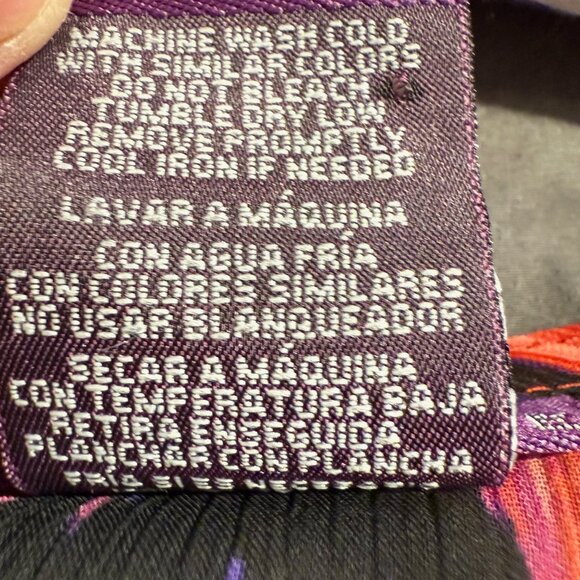 MACHINE WASH COLD
WITH SIMILAR COLORS
DO NOT BLEACH
TUMBLE DRY LOW
REMOVE PROMPTLY
COOL IRON IF NEEDED
LAVAR A MÁQUINA
CON AGUA FRÍA
CON COLORES SIMILARES
NO USAR BLANQUEADOR
SECAR A MÁQUINA
CON TEMPERATURA BAJA
RETIRA ENSEGUIDA
PLANCHAR CON PLANCHA